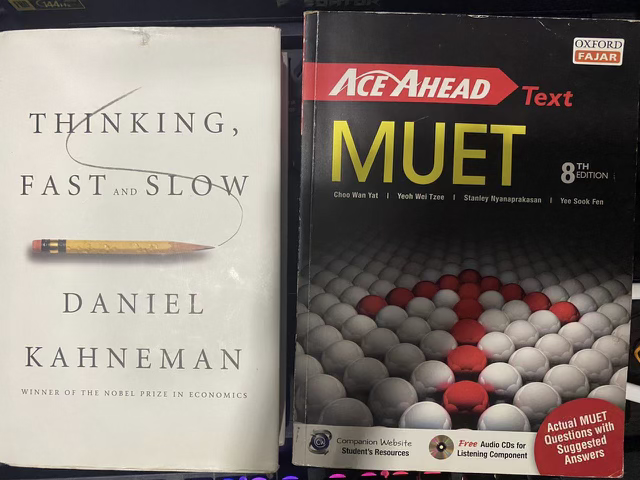 THINKING,
FAST AND SLOW
DANIEL
KAHNEMAN
WINNER OF THE NOBEL PRIZE IN ECONOMICS
OXFORD
FAJAR
ACE AHEAD Text
MUET
8TH EDITION
Choo Wan Yat | Yeoh Wei Tzee | Stanley Nyanaprakasan | Yee Sook Fen
Companion Website
Student's Resources
Free Audio CDs for
Listening Component
Actual MUET
Questions with
Suggested
Answers